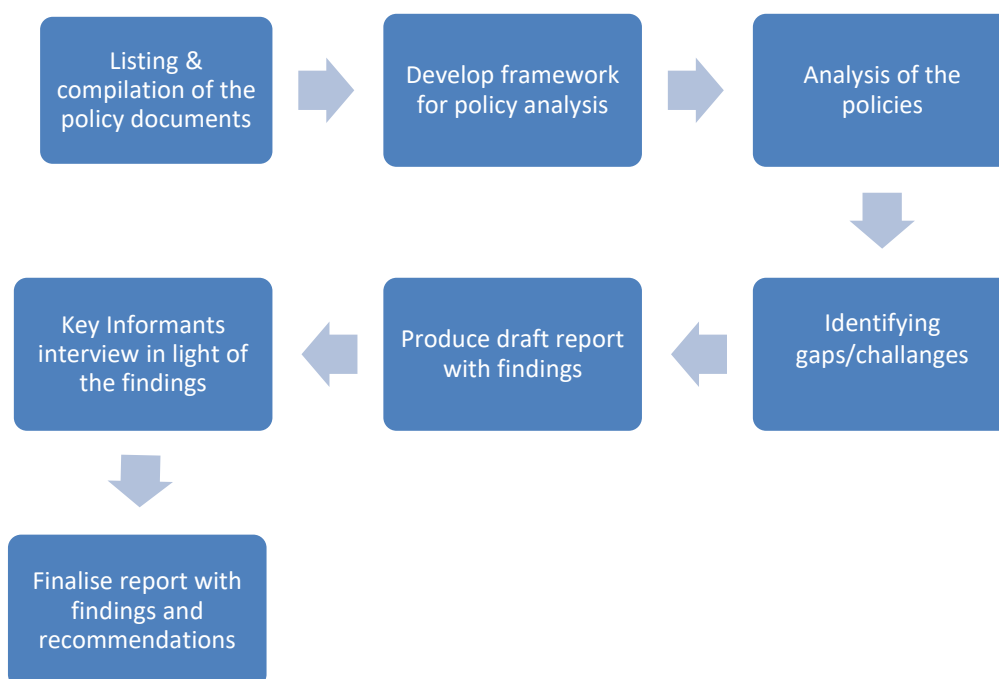 Listing &
compilation of the
policy documents
Develop framework
for policy analysis
Analysis of the
policies
Identifying
gaps/challanges
Produce draft report
with findings
Key Informants
interview in light of
the findings
Finalise report with
findings and
recommendations